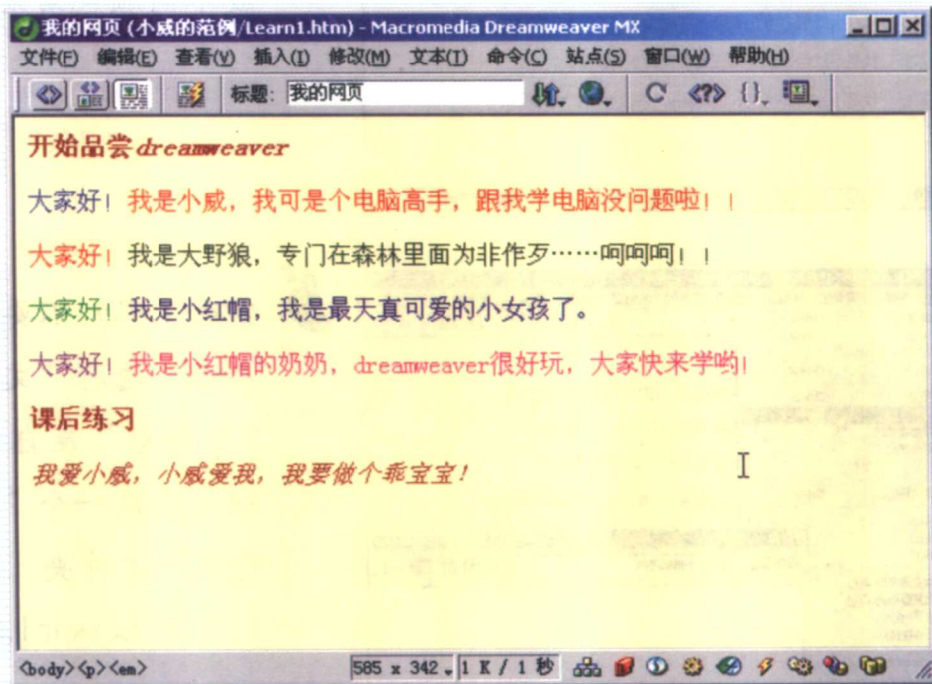 我的网页 (小威的范例/Learn1.htm) - Macromedia Dreamweaver MX
文件(F) 编辑(E) 查看(V) 插入(I) 修改(M) 文本(T) 命令(C) 站点(S) 窗口(W) 帮助(H)
标题: 我的网页
开始品尝dreamweaver
大家好！我是小威，我可是个电脑高手，跟我学电脑没问题啦！！
大家好！我是大野狼，专门在森林里面为非作歹……呵呵呵！！
大家好！我是小红帽，我是最天真可爱的小女孩了。
大家好！我是小红帽的奶奶，dreamweaver很好玩，大家快来学哟！
课后练习
我爱小威，小威爱我，我要做个乖宝宝！
<body><p><em> 585 x 342 1 K / 1 秒